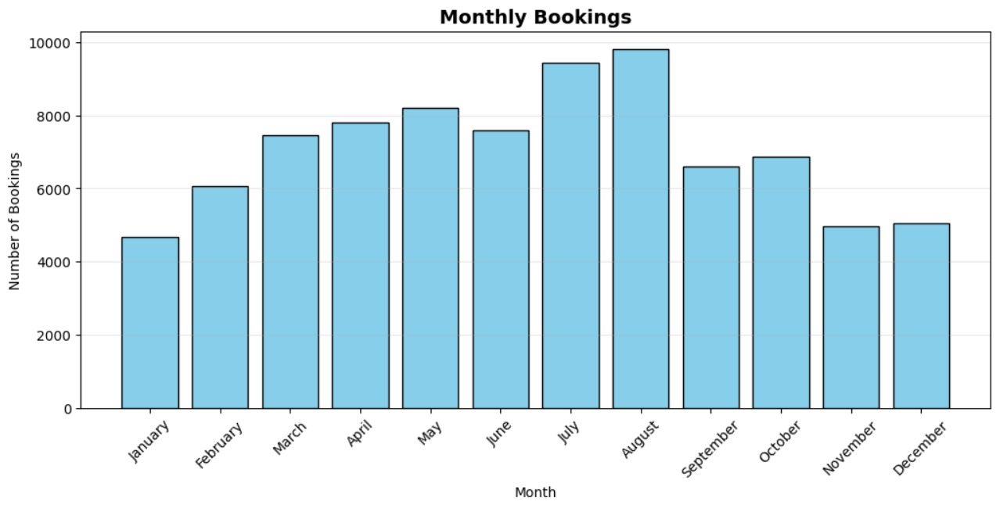 Monthly Bookings
Number of Bookings
10000
8000
6000
4000
2000
0
January
February
March
April
May
June
July
August
September
October
November
December
Month